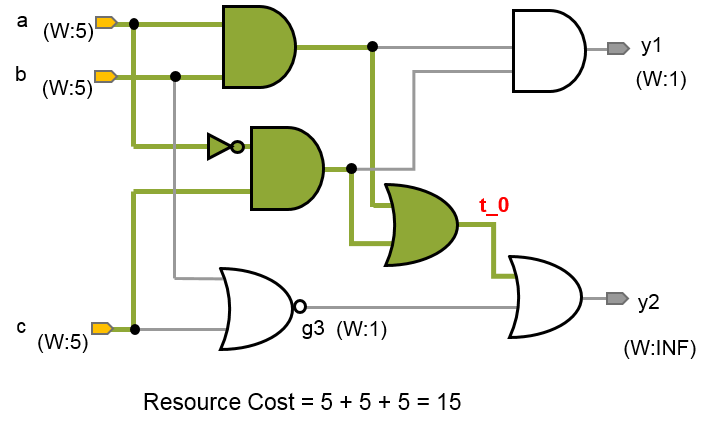 a
(W:5)
y1
(W:1)
b
(W:5)
t_0
c
(W:5)
g3 (W:1)
y2
(W:INF)
Resource Cost = 5 + 5 + 5 = 15